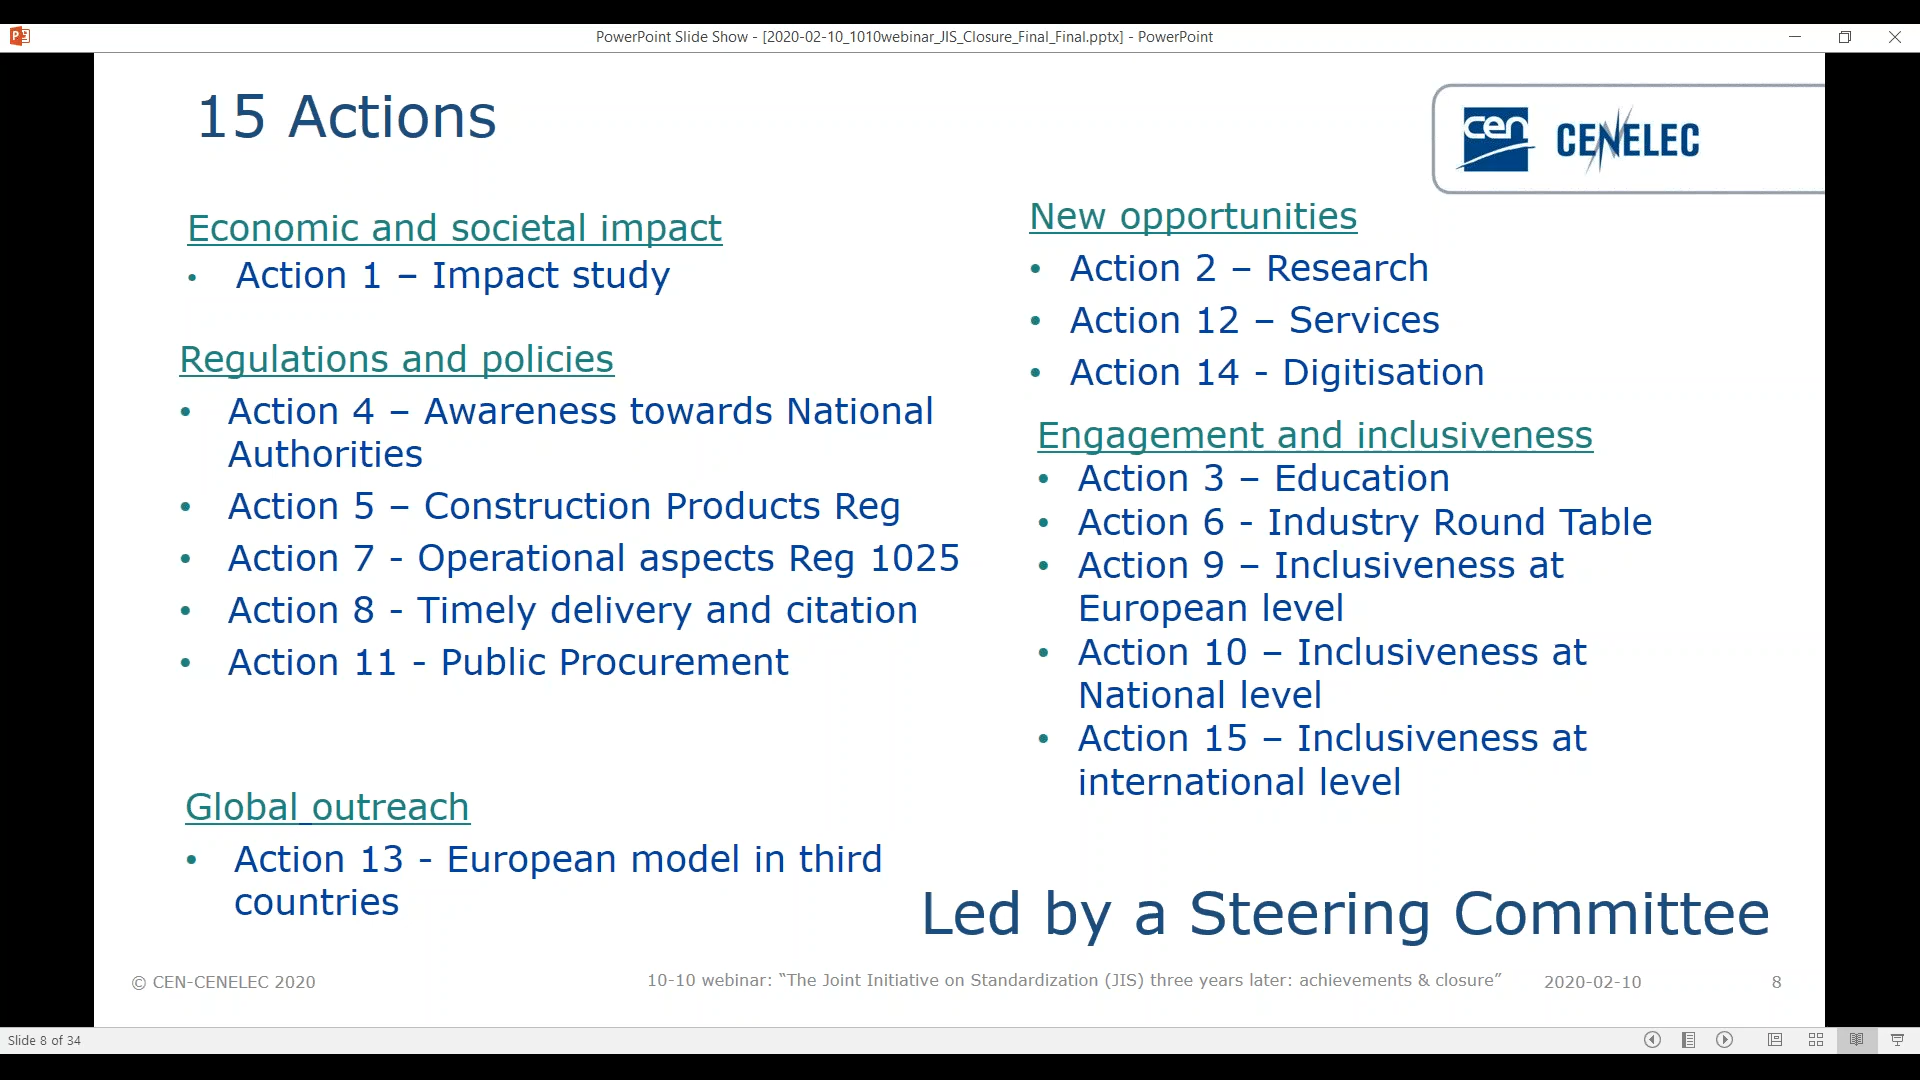 PowerPoint Slide Show - [2020-02-10_1010webinar_JIS_Closure_Final_Final.pptx] - PowerPoint
15 Actions
cen
CENELEC
Economic and societal impact
• Action 1 – Impact study
Regulations and policies
• Action 4 – Awareness towards National
Authorities
• Action 5 – Construction Products Reg
• Action 7 - Operational aspects Reg 1025
• Action 8 - Timely delivery and citation
• Action 11 - Public Procurement
Global outreach
• Action 13 - European model in third
countries
New opportunities
• Action 2 – Research
• Action 12 – Services
• Action 14 - Digitisation
Engagement and inclusiveness
• Action 3 – Education
• Action 6 - Industry Round Table
• Action 9 – Inclusiveness at
European level
• Action 10 – Inclusiveness at
National level
• Action 15 – Inclusiveness at
international level
Led by a Steering Committee
© CEN-CENELEC 2020
10-10 webinar: “The Joint Initiative on Standardization (JIS) three years later: achievements & closure”
2020-02-10
8
Slide 8 of 34